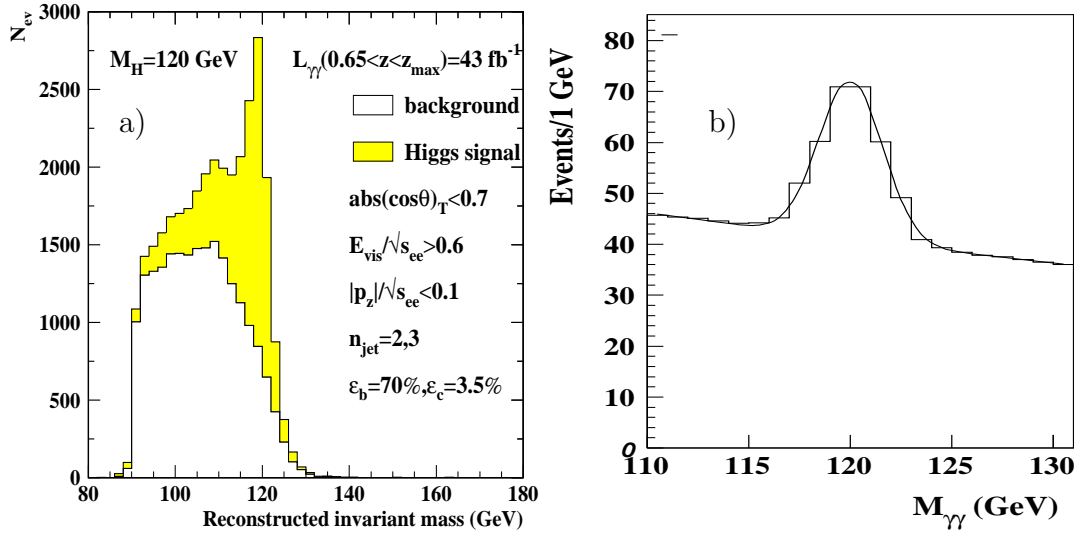 N_ev
3000
2500
2000
1500
1000
500
0
80 100 120 140 160 180
Reconstructed invariant mass (GeV)
M_H=120 GeV
L_γγ(0.65<z<z_max)=43 fb^-1
a)
background
Higgs signal
abs(cosθ)_T<0.7
E_vis/√s_ee>0.6
|p_z|/√s_ee<0.1
n_jet=2,3
ε_b=70%,ε_c=3.5%
Events/1 GeV
80
70
60
50
40
30
20
10
0
110 115 120 125 130
M_γγ (GeV)
b)